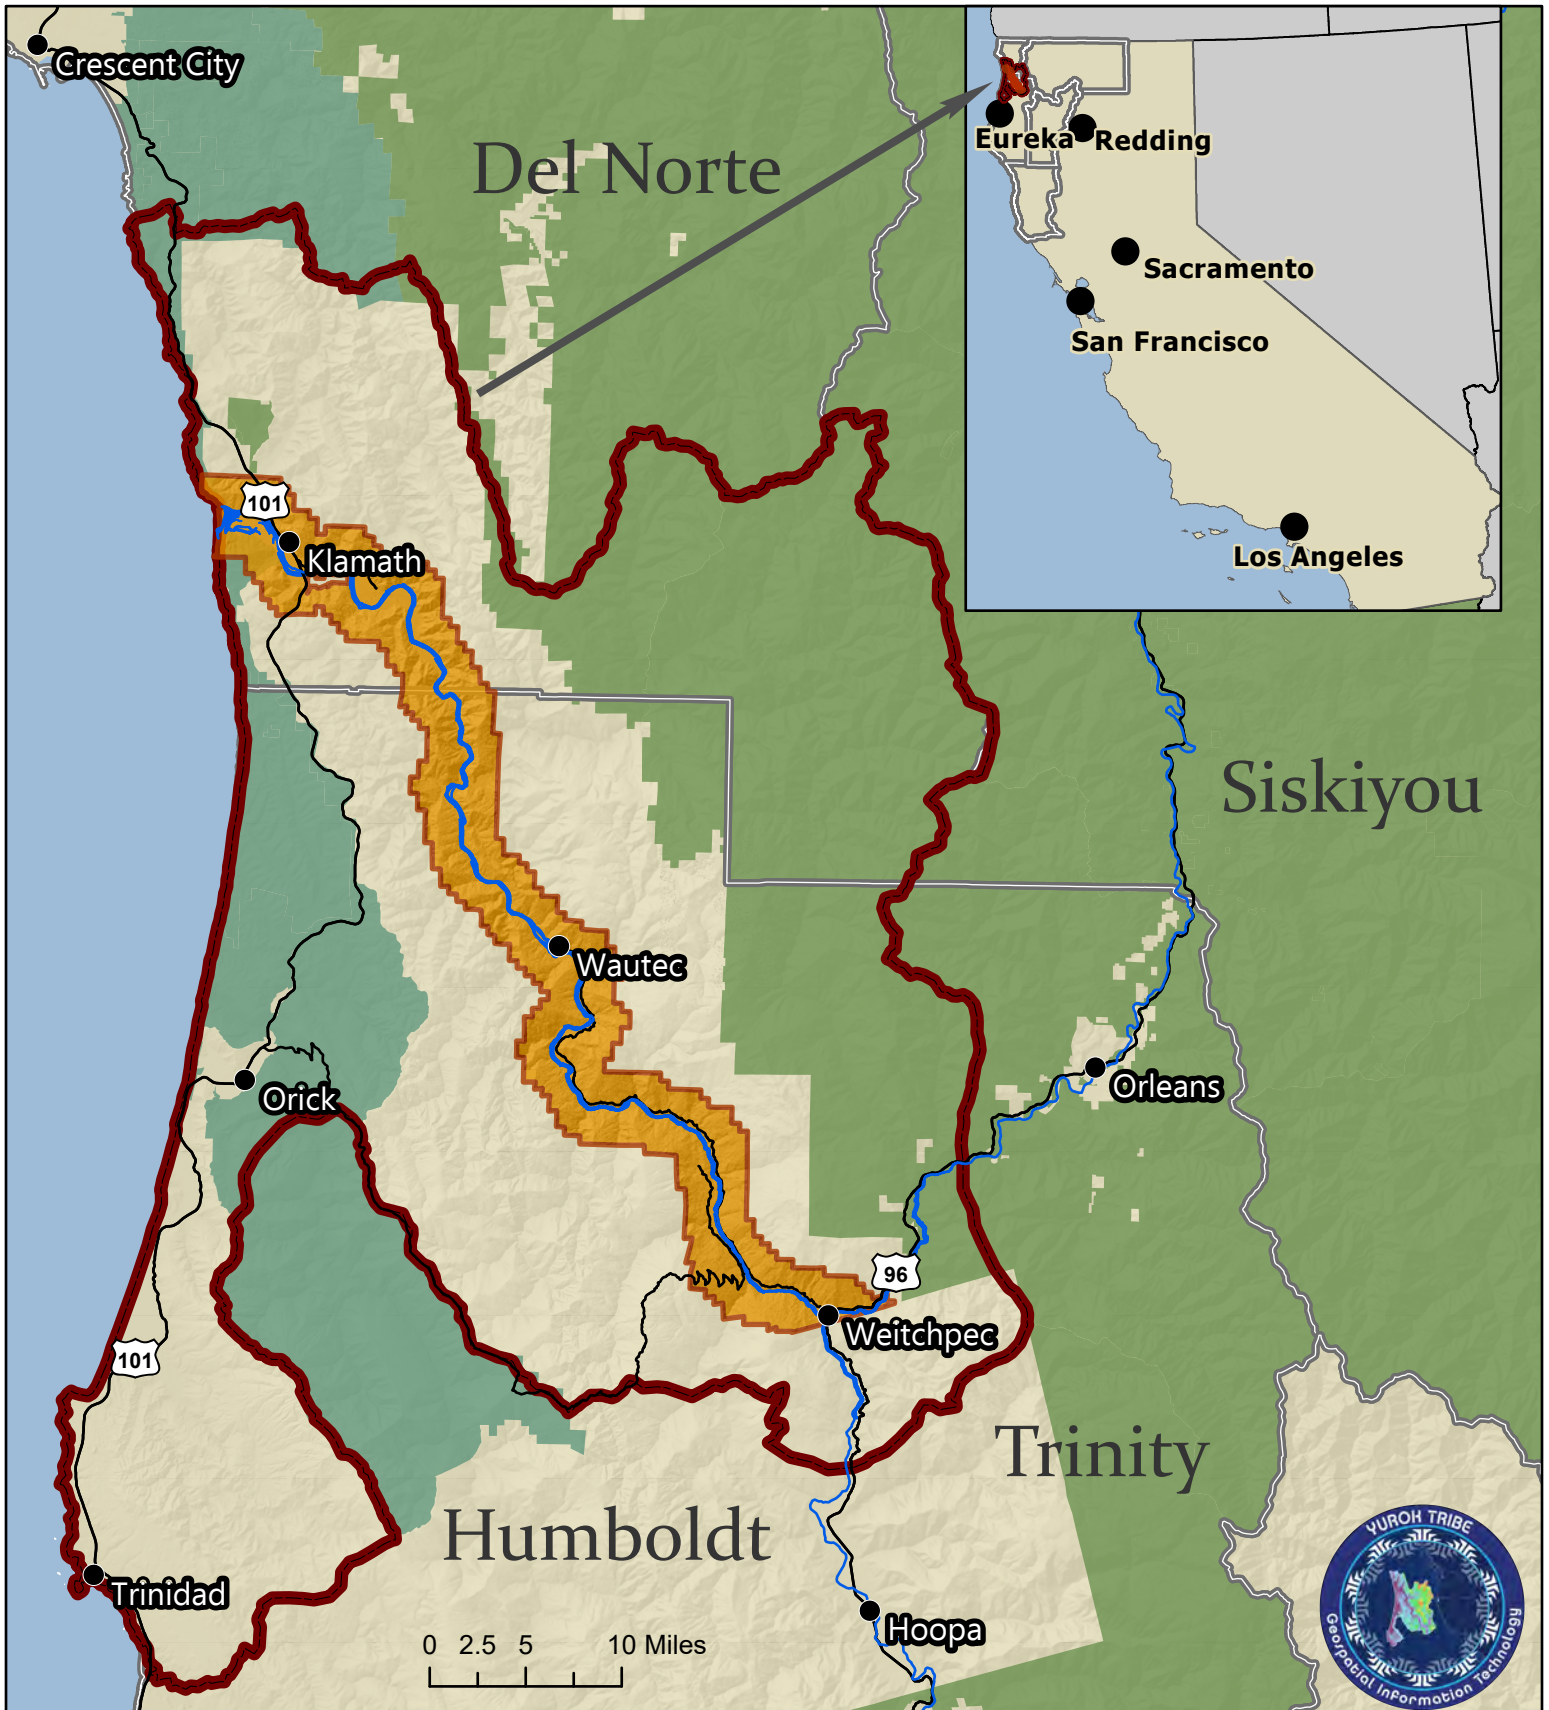 Crescent City
Del Norte
Eureka
Redding
Sacramento
San Francisco
Los Angeles
101
Klamath
Siskiyou
Wautec
Orick
Orleans
96
Weitchpec
101
Trinity
Humboldt
Trinidad
Hoopa
0 2.5 5 10 Miles
YUROK TRIBE
Geospatial Information Technology